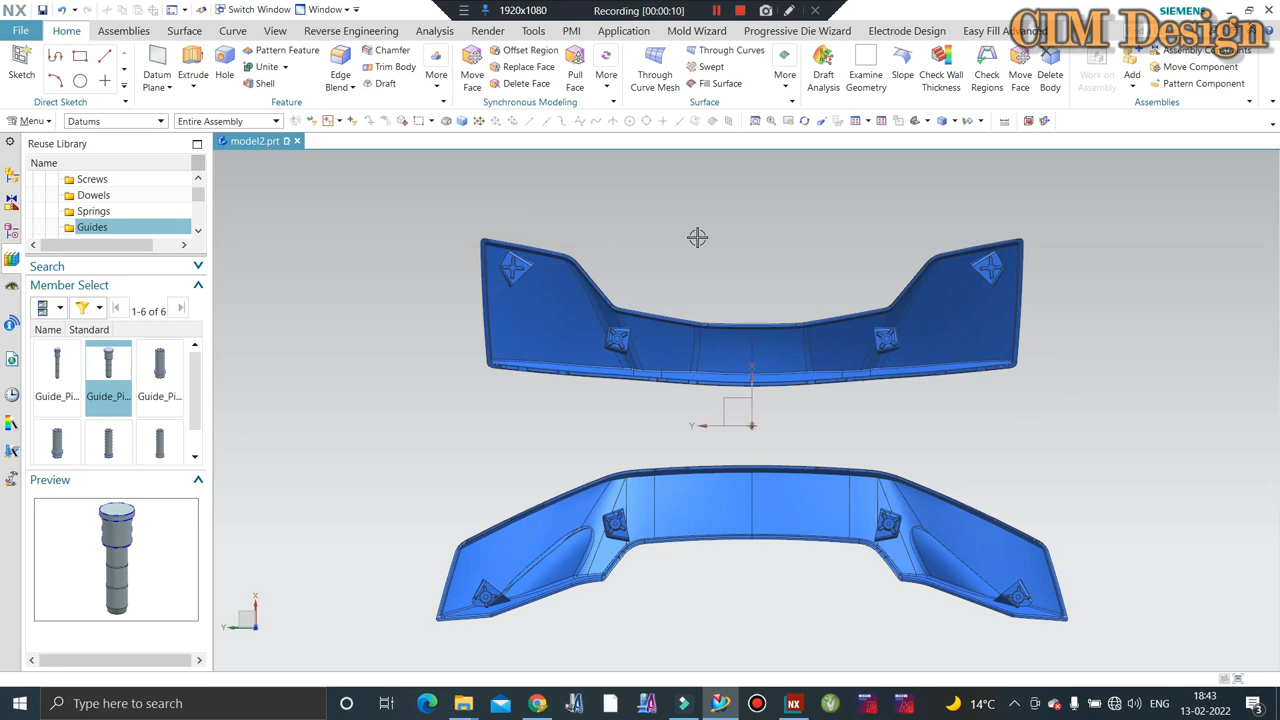 NX
Switch Window
Window
1920x1080
Recording [00:00:10]
SIEMENS
CIM Design
File
Home
Assemblies
Surface
Curve
View
Reverse Engineering
Analysis
Render
Tools
PMI
Application
Mold Wizard
Progressive Die Wizard
Electrode Design
Easy Fill Advanced
Sketch
Datum Plane
Extrude
Hole
Pattern Feature
Unite
Shell
Edge Blend
Chamfer
Trim Body
Draft
More
Move Face
Offset Region
Replace Face
Delete Face
Pull Face
More
Through Curve Mesh
Through Curves
Swept
Fill Surface
More
Draft Analysis
Examine Geometry
Slope
Check Wall Thickness
Check Regions
Move Face
Delete Body
Work on Assembly
Add
Assembly Constraints
Move Component
Pattern Component
Direct Sketch
Feature
Synchronous Modeling
Surface
Assemblies
Menu
Datums
Entire Assembly
Reuse Library
model2.prt
Name
Screws
Dowels
Springs
Guides
Search
Member Select
1-6 of 6
Name
Standard
Guide_Pi...
Guide_Pi...
Guide_Pi...
Preview
X
Y
X
Y
Type here to search
14°C
ENG
18:43
13-02-2022
3